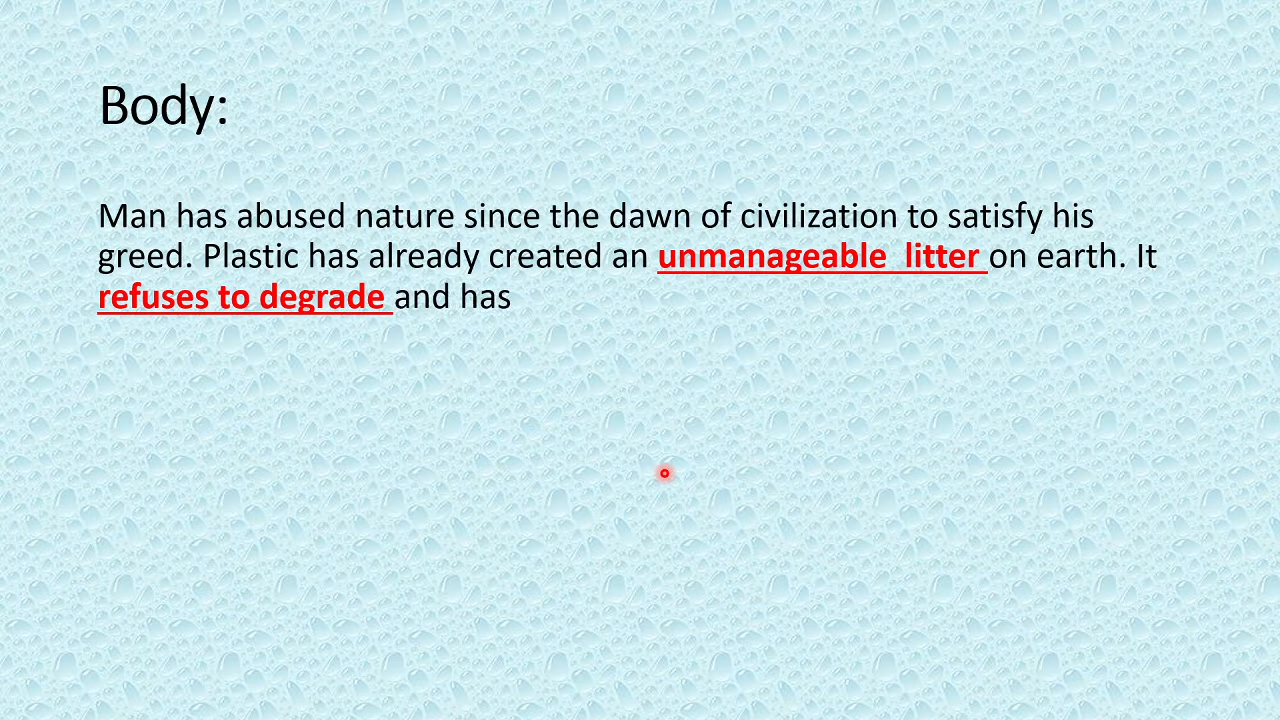 Body:
Man has abused nature since the dawn of civilization to satisfy his
greed. Plastic has already created an unmanageable  litter on earth. It
refuses to degrade and has